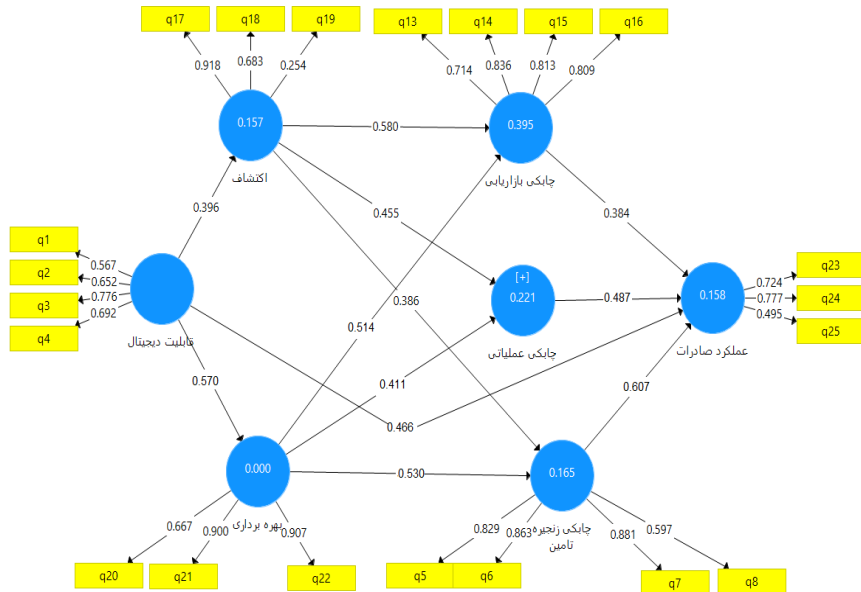 q17 q18 q19 q13 q14 q15 q16
0.918 0.683 0.254 0.714 0.836 0.813 0.809
0.157 0.580 0.395
اکتشاف چابکی بازاریابی
0.396 0.455 0.384
q1
q2
q3
q4
0.567
0.652
0.776
0.692
قابلیت دیجیتال
[+]
0.221 0.487 0.158
چابکی عملیاتی عملکرد صادرات
q23
q24
q25
0.724
0.777
0.495
0.386
0.514
0.570 0.411 0.466 0.607
0.000 0.530 0.165
بهره برداری چابکی زنجیره
تامین
0.667 0.900 0.907 0.829 0.863 0.881 0.597
q20 q21 q22 q5 q6 q7 q8